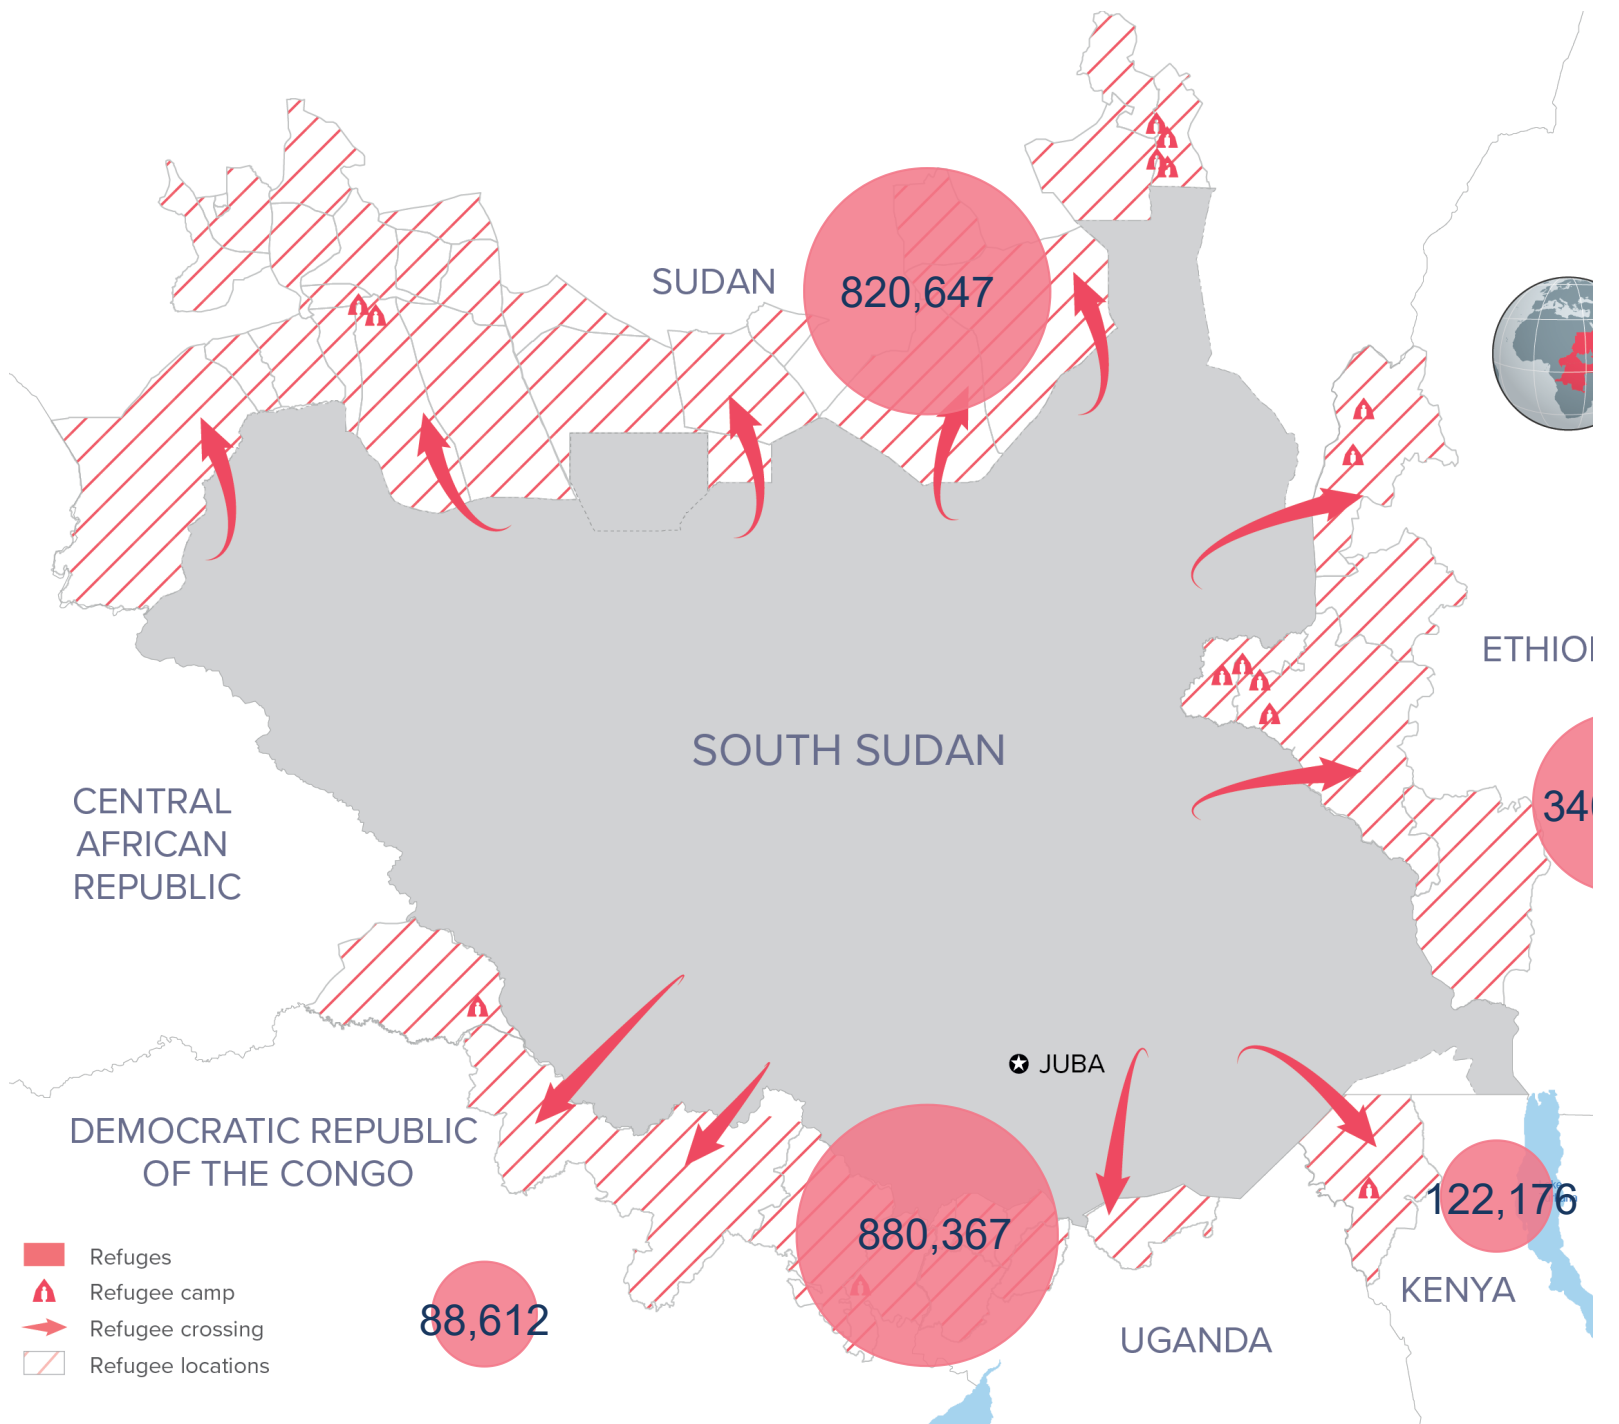 SUDAN
820,647
ETHIO
SOUTH SUDAN
CENTRAL
AFRICAN
REPUBLIC
34
JUBA
DEMOCRATIC REPUBLIC
OF THE CONGO
122,176
880,367
Refuges
Refugee camp
Refugee crossing
Refugee locations
88,612
KENYA
UGANDA